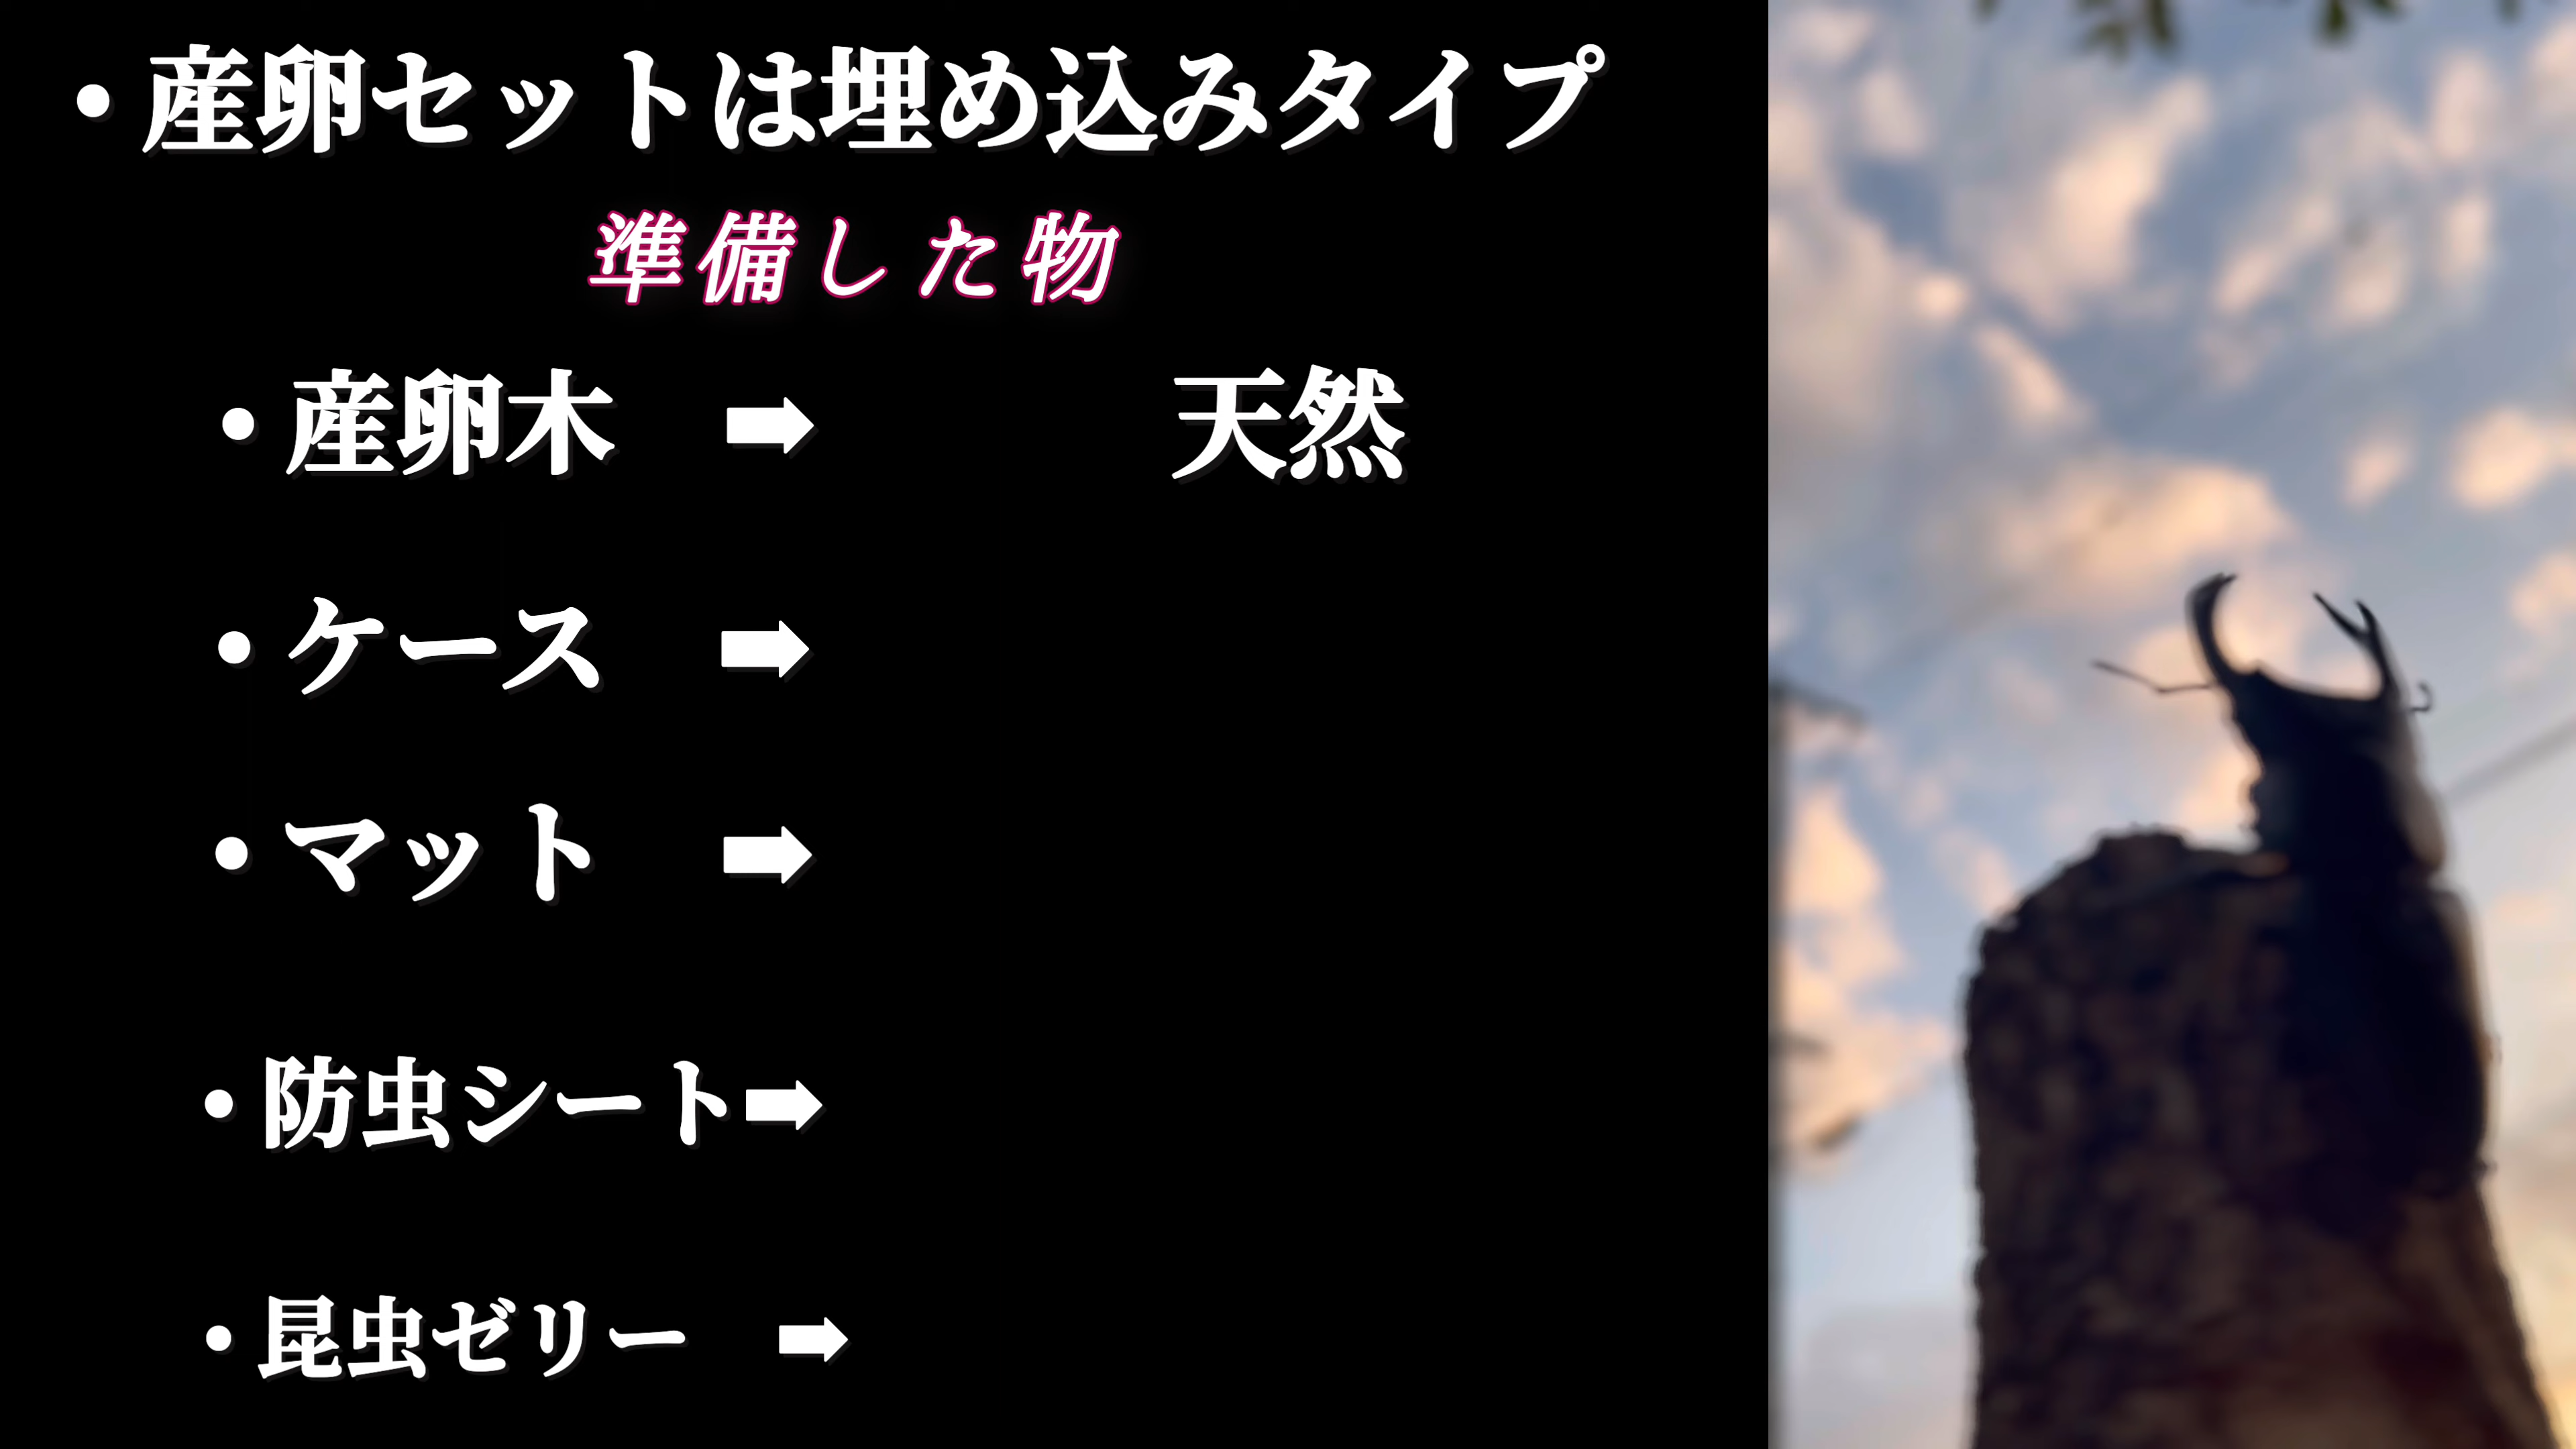 •産卵セットは埋め込みタイプ
準備した物
•産卵木 ➡ 天然
•ケース ➡
•マット ➡
•防虫シート➡
•昆虫ゼリー ➡